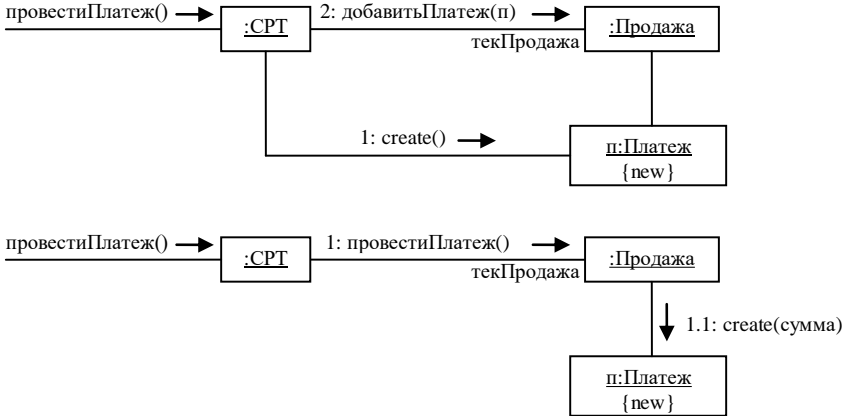 провестиПлатеж()
:СРТ
2: добавитьПлатеж(п)
текПродажа
:Продажа
1: create()
п:Платеж
{new}
провестиПлатеж()
:СРТ
1: провестиПлатеж()
текПродажа
:Продажа
1.1: create(сумма)
п:Платеж
{new}